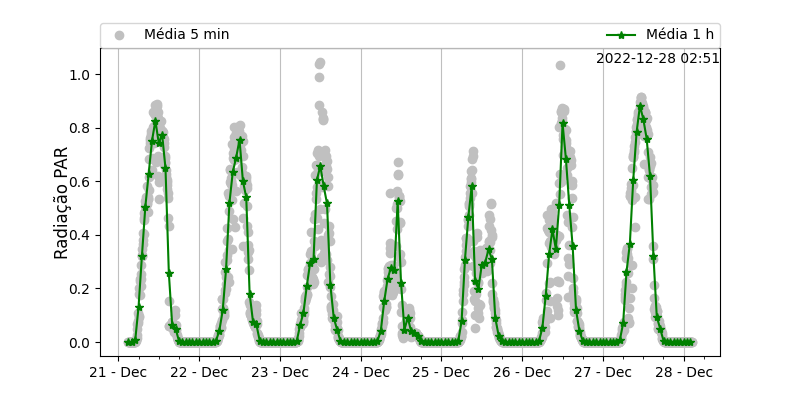 Média 5 min
Média 1 h
2022-12-28 02:51
Radiação PAR
1.0
0.8
0.6
0.4
0.2
0.0
21 - Dec
22 - Dec
23 - Dec
24 - Dec
25 - Dec
26 - Dec
27 - Dec
28 - Dec